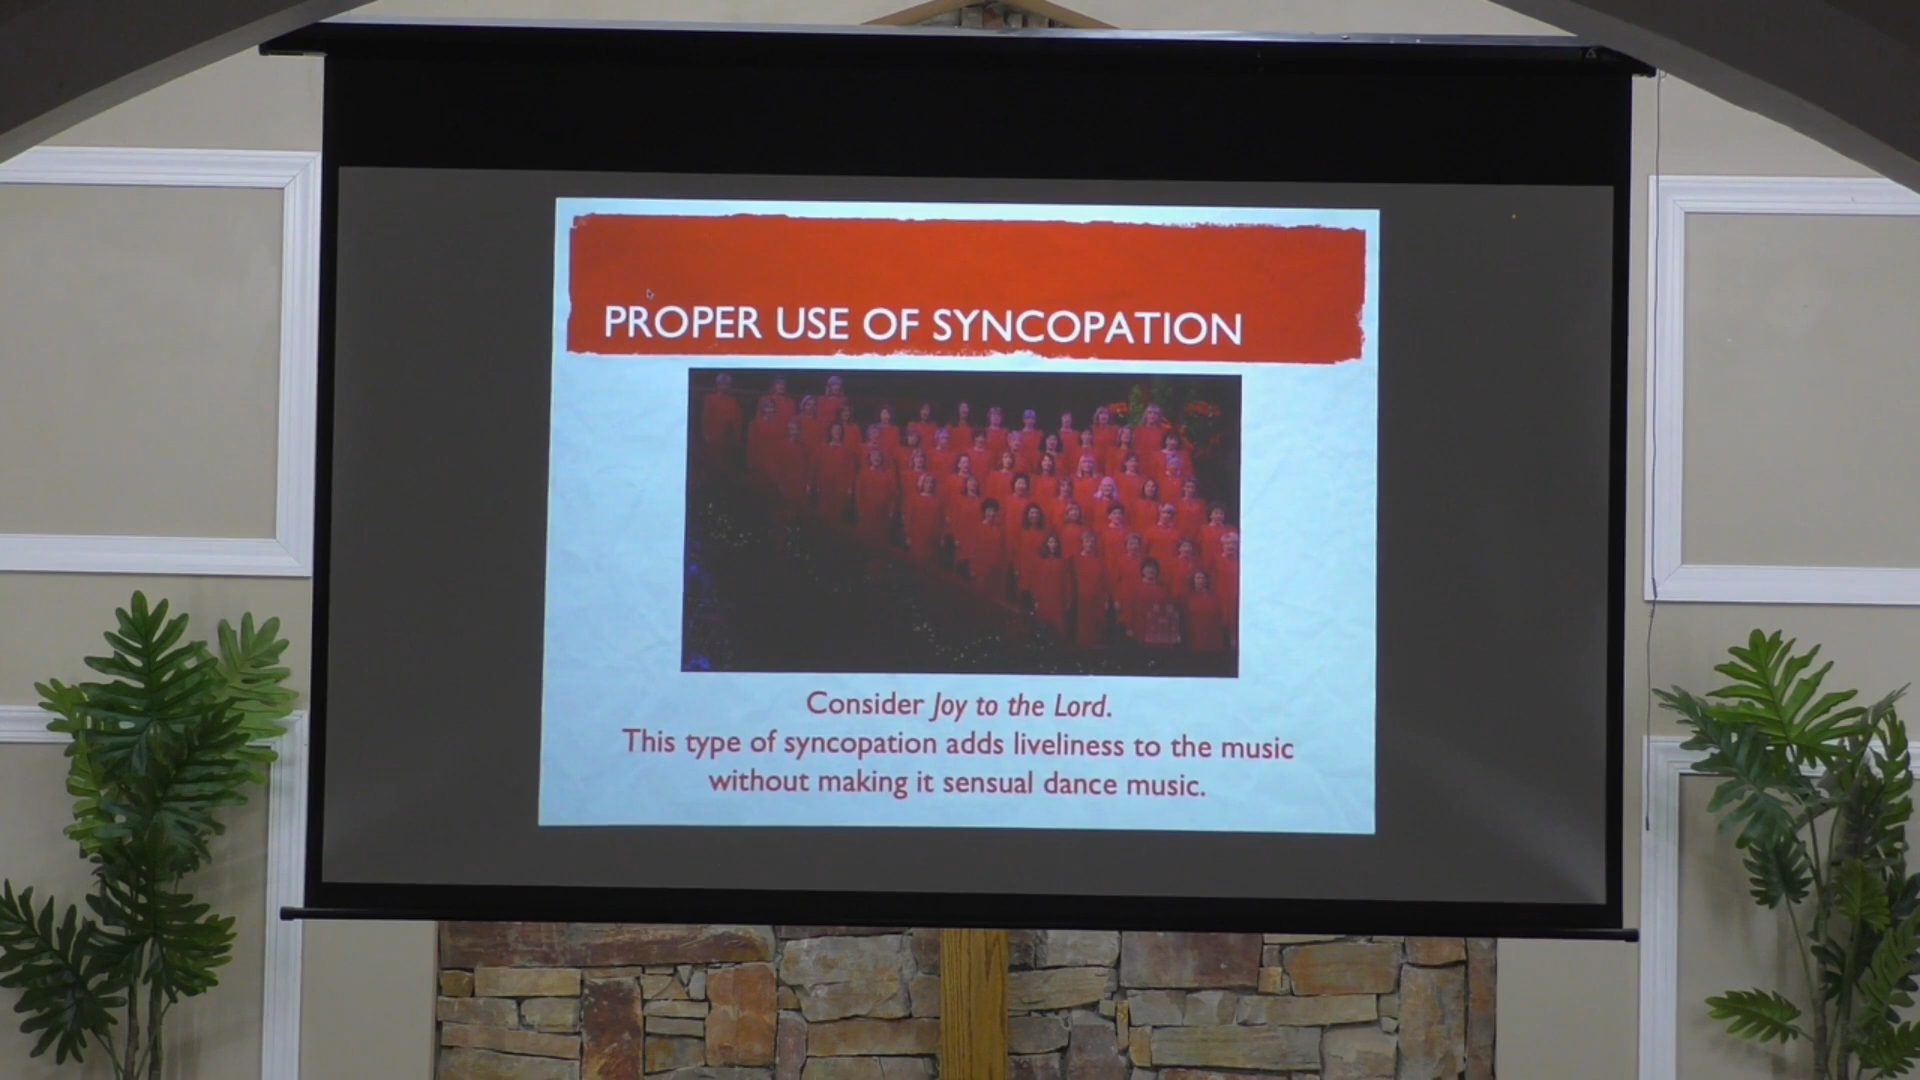 PROPER USE OF SYNCOPATION
Consider Joy to the Lord.
This type of syncopation adds liveliness to the music
without making it sensual dance music.